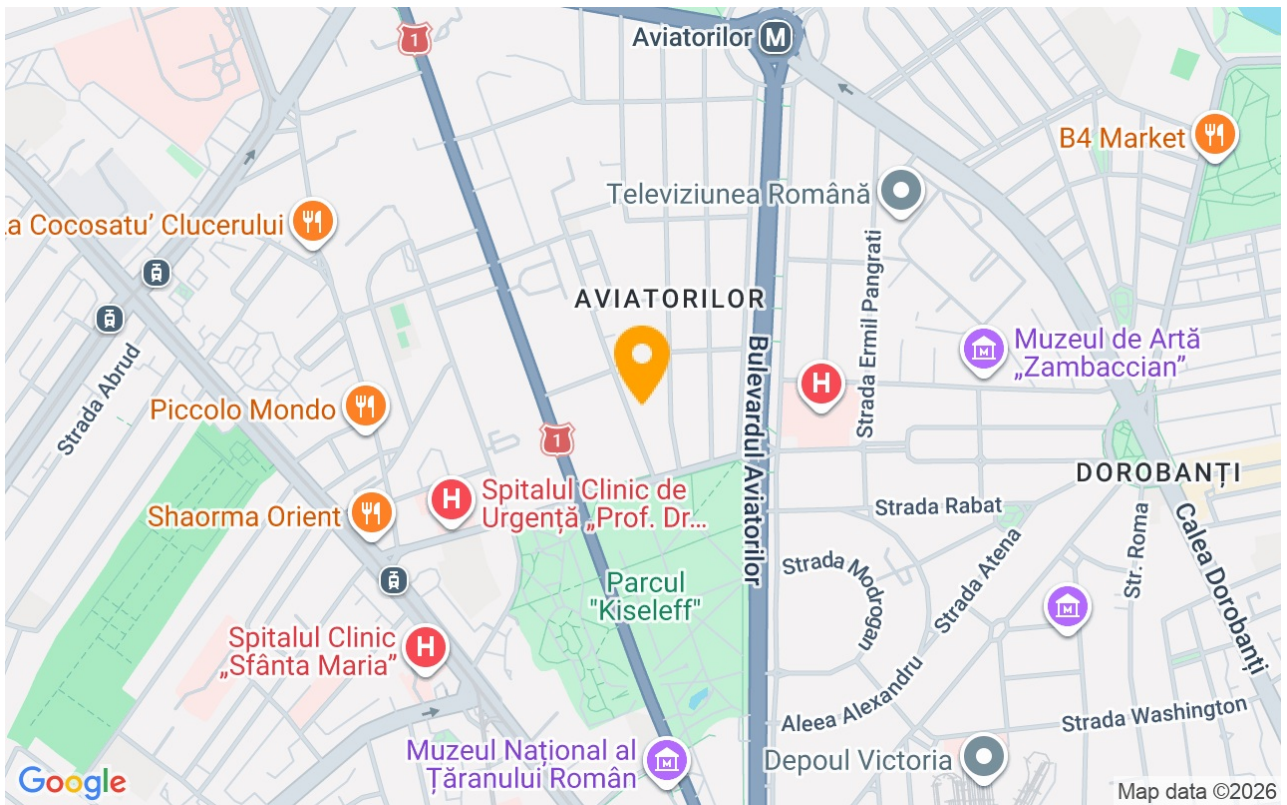 1
Aviatorilor M
B4 Market
Televiziunea Română
a Cocosatu’ Clucerului
Strada Ermil Pangrati
AVIATORILOR
Muzeul de Artă
„Zambaccian”
Bulevardul Aviatorilor
H
Strada Abrud
Piccolo Mondo
1
DOROBANȚI
H
Spitalul Clinic de
Urgență „Prof. Dr...
Strada Rabat
Shaorma Orient
Calea Dorobanți
Str. Roma
Strada Atena
Strada Modrogan
Parcul
"Kiseleff"
M
Spitalul Clinic
„Sfânta Maria”
H
Aleea Alexandru
Strada Washington
Muzeul Național al
Țăranului Român
Depoul Victoria
Google
Map data ©2026